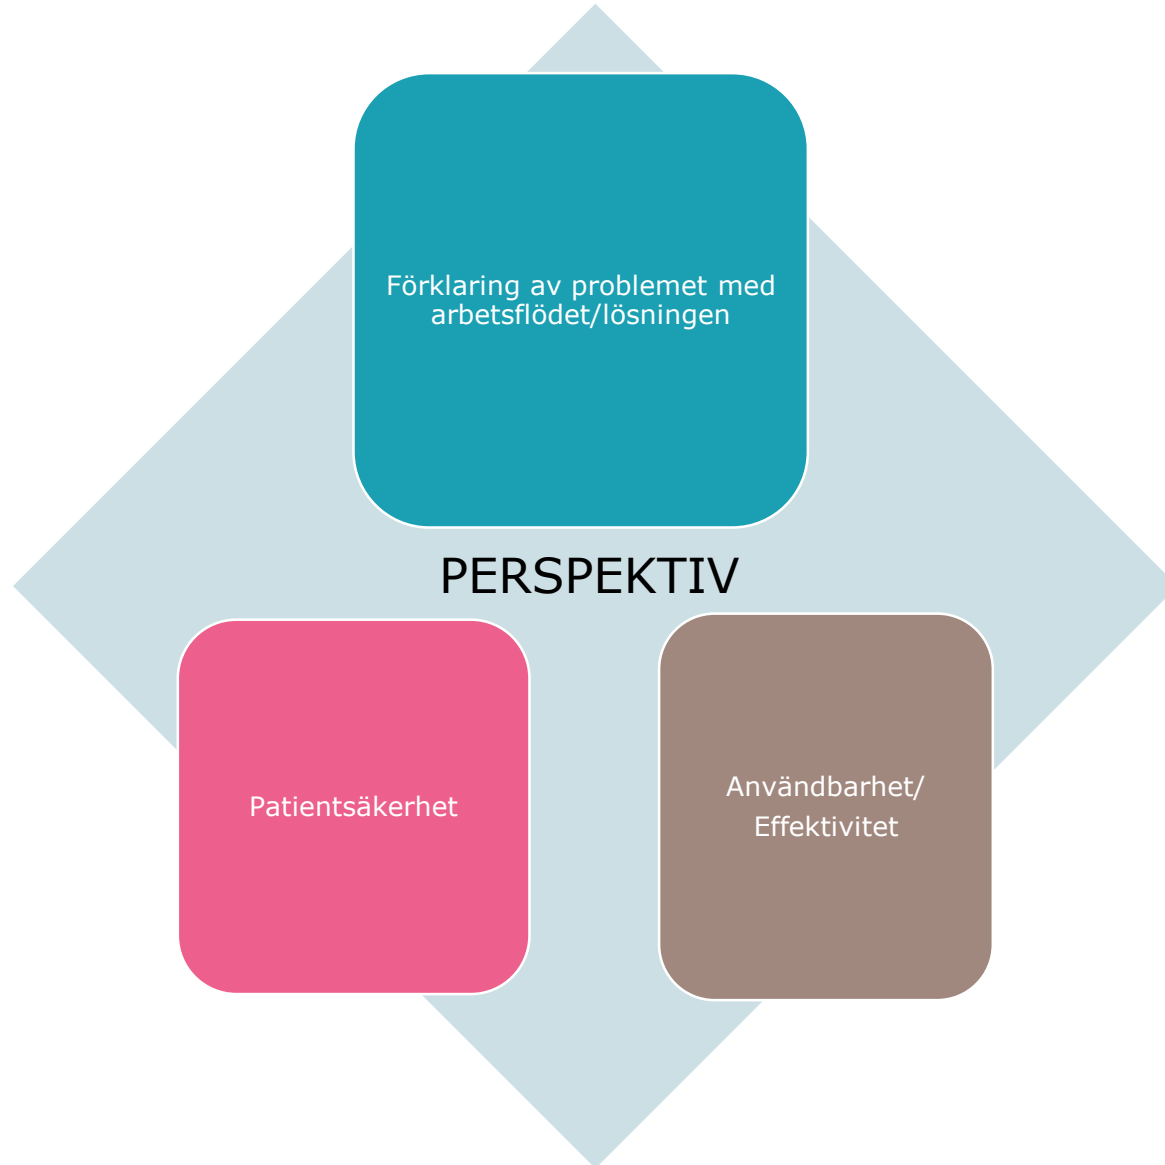 Förklaring av problemet med
arbetsflödet/lösningen
PERSPEKTIV
Patientsäkerhet
Användbarhet/
Effektivitet